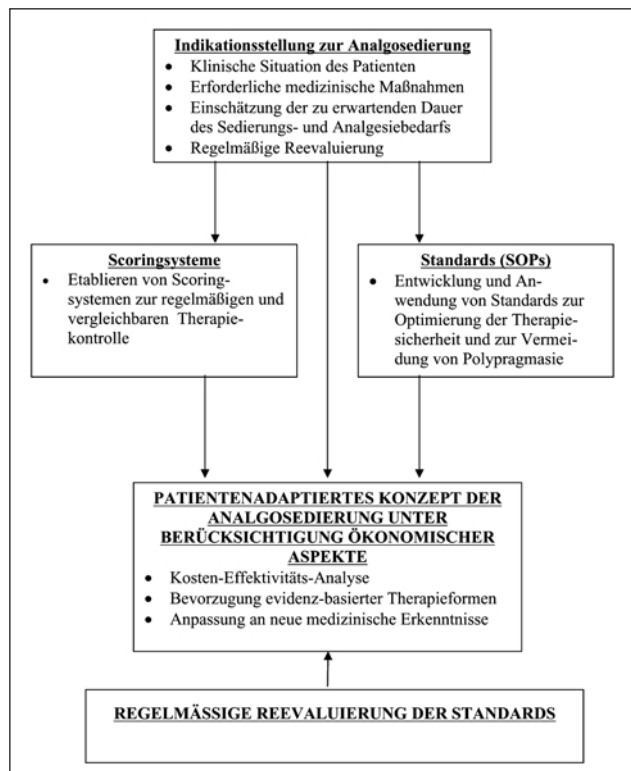 Indikationsstellung zur Analgosedierung
• Klinische Situation des Patienten
• Erforderliche medizinische Maßnahmen
• Einschätzung der zu erwartenden Dauer
des Sedierungs- und Analgesiebedarfs
• Regelmäßige Reevaluierung
Scoringsysteme
• Etablieren von Scoring-
systemen zur regelmäßigen und
vergleichbaren Therapie-
kontrolle
Standards (SOPs)
• Entwicklung und An-
wendung von Standards zur
Optimierung der Therapie-
sicherheit und zur Vermei-
dung von Polypragmasie
PATIENTENADAPTIERTES KONZEPT DER
ANALGOSEDIERUNG UNTER
BERÜCKSICHTIGUNG ÖKONOMISCHER
ASPEKTE
• Kosten-Effektivitäts-Analyse
• Bevorzugung evidenz-basierter Therapieformen
• Anpassung an neue medizinische Erkenntnisse
REGELMÄSSIGE REEVALUIERUNG DER STANDARDS